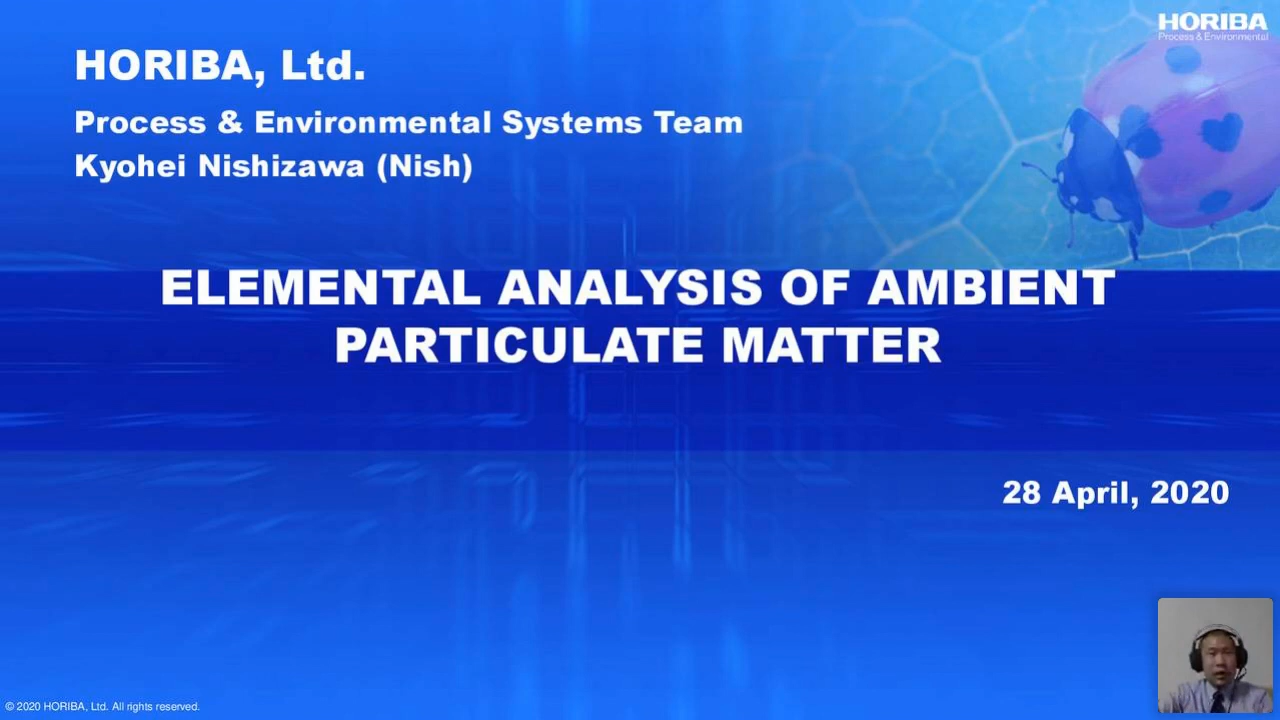 HORIBA
Process & Environmental
HORIBA, Ltd.
Process & Environmental Systems Team
Kyohei Nishizawa (Nish)
ELEMENTAL ANALYSIS OF AMBIENT
PARTICULATE MATTER
28 April, 2020
© 2020 HORIBA, Ltd. All rights reserved.